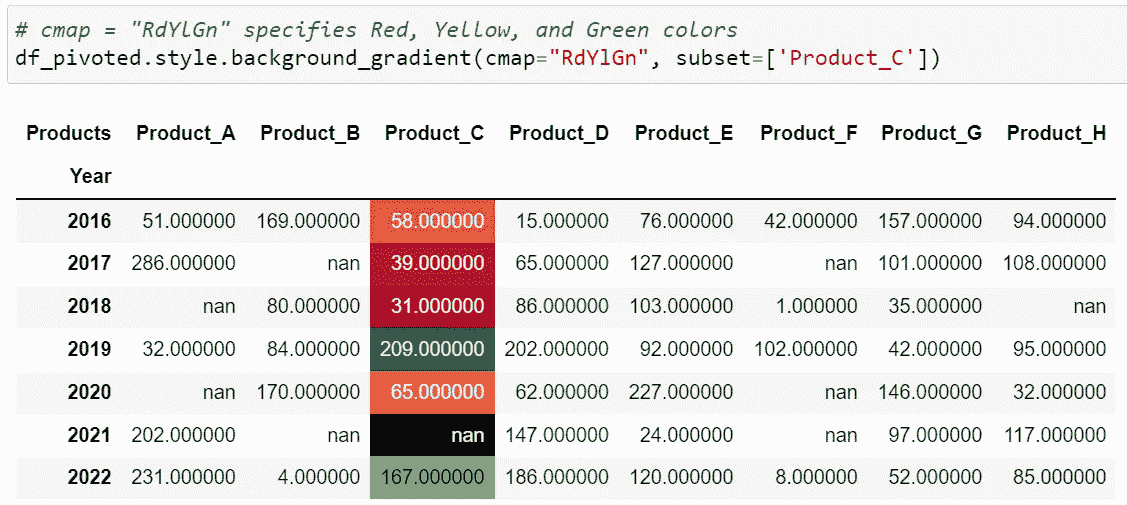 # cmap = "RdYlGn" specifies Red, Yellow, and Green colors
df_pivoted.style.background_gradient(cmap="RdYlGn", subset=['Product_C'])
Products Product_A Product_B Product_C Product_D Product_E Product_F Product_G Product_H
Year
2016 51.000000 169.000000 58.000000 15.000000 76.000000 42.000000 157.000000 94.000000
2017 286.000000 nan 39.000000 65.000000 127.000000 nan 101.000000 108.000000
2018 nan 80.000000 31.000000 86.000000 103.000000 1.000000 35.000000 nan
2019 32.000000 84.000000 209.000000 202.000000 92.000000 102.000000 42.000000 95.000000
2020 nan 170.000000 65.000000 62.000000 227.000000 nan 146.000000 32.000000
2021 202.000000 nan nan 147.000000 24.000000 nan 97.000000 117.000000
2022 231.000000 4.000000 167.000000 186.000000 120.000000 8.000000 52.000000 85.000000